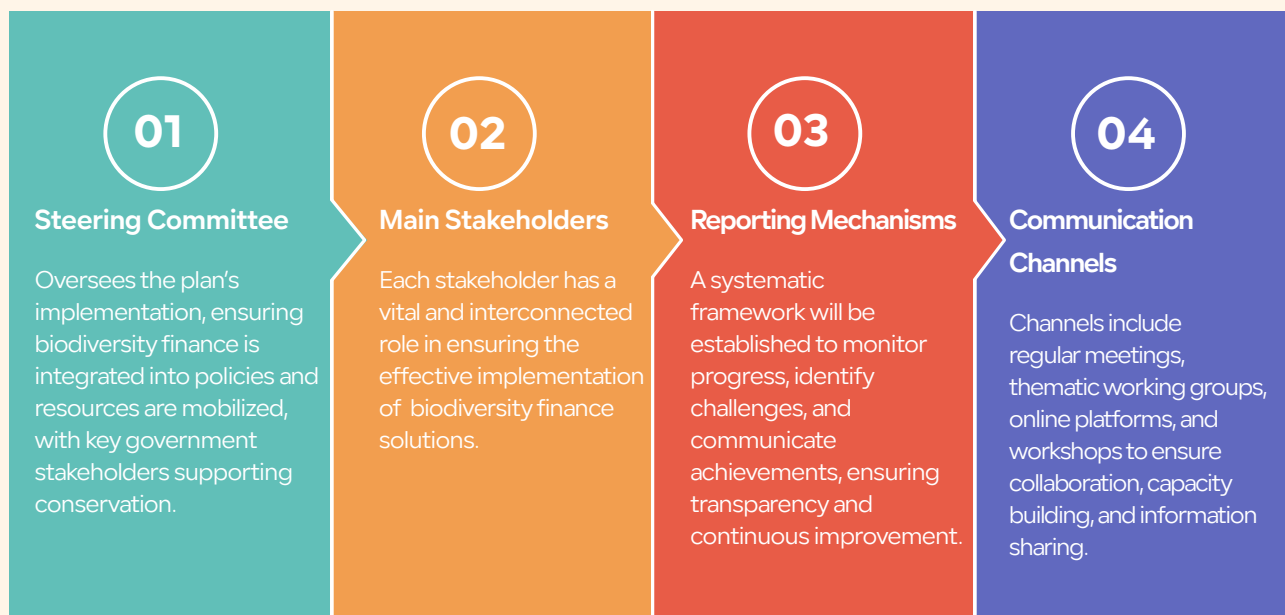 01
Steering Committee
Oversees the plan's
implementation, ensuring
biodiversity finance is
integrated into policies and
resources are mobilized,
with key government
stakeholders supporting
conservation.
02
Main Stakeholders
Each stakeholder has a
vital and interconnected
role in ensuring the
effective implementation
of biodiversity finance
solutions.
03
Reporting Mechanisms
A systematic
framework will be
established to monitor
progress, identify
challenges, and
communicate
achievements, ensuring
transparency and
continuous improvement.
04
Communication
Channels
Channels include
regular meetings,
thematic working groups,
online platforms, and
workshops to ensure
collaboration, capacity
building, and information
sharing.